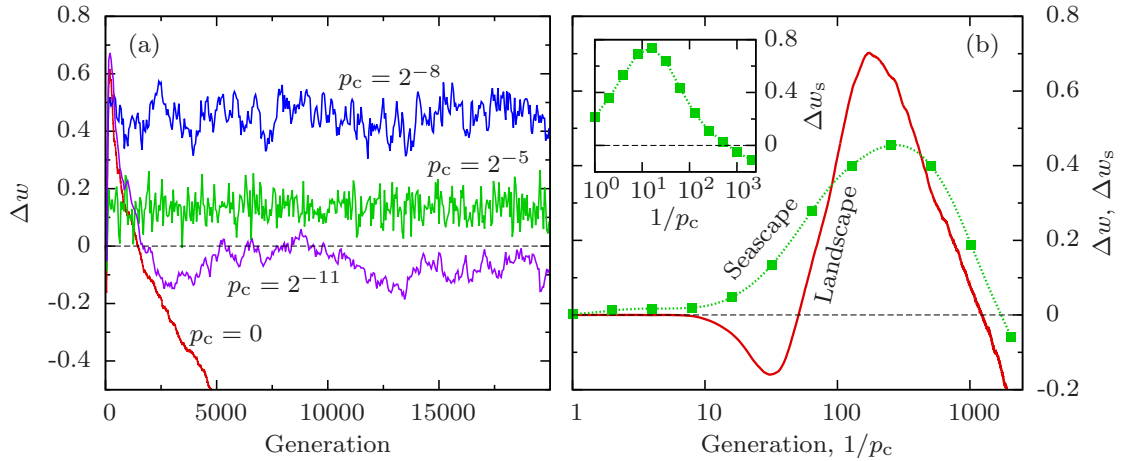 (a)
0.8
0.6
0.4
0.2
0
-0.2
-0.4
Δw
p_c = 2^{-8}
p_c = 2^{-5}
p_c = 2^{-11}
p_c = 0
0 5000 10000 15000
Generation
(b)
0.8
0.6
0.4
0.2
0
-0.2
Δw, Δw_s
Seascape
Landscape
1 10 100 1000
Generation, 1/p_c
0.8
0.4
0
Δw_s
10^0 10^1 10^2 10^3
1/p_c